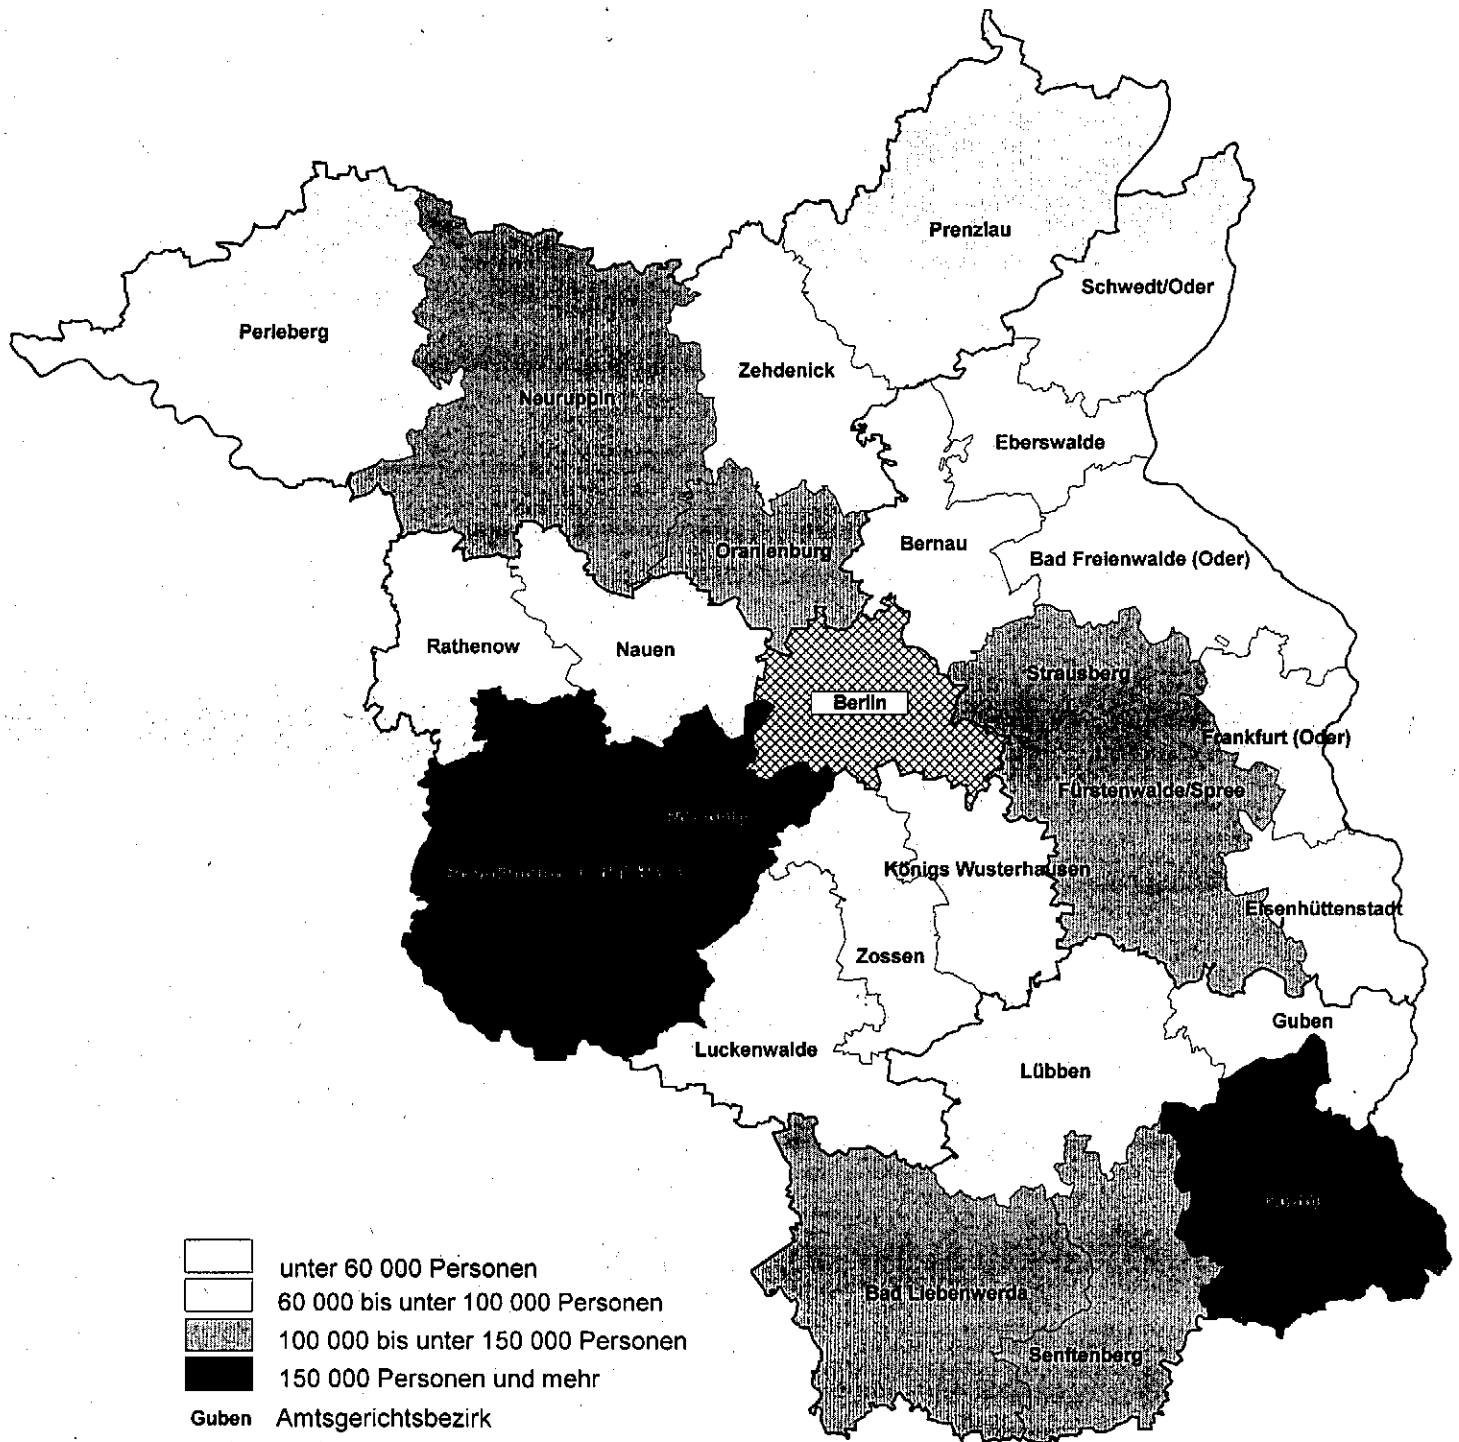 Prenzlau
Schwedt/Oder
Perleberg
Zehdenick
Neuruppin
Eberswalde
Bernau
Oranienburg
Bad Freienwalde (Oder)
Rathenow
Nauen
Strausberg
Berlin
Frankfurt (Oder)
Fürstenwalde/Spree
Königs Wusterhausen
Eisenhüttenstadt
Zossen
Guben
Luckenwalde
Lübben
Bad Liebenwerda
Senftenberg
unter 60 000 Personen
60 000 bis unter 100 000 Personen
100 000 bis unter 150 000 Personen
150 000 Personen und mehr
Guben Amtsgerichtsbezirk